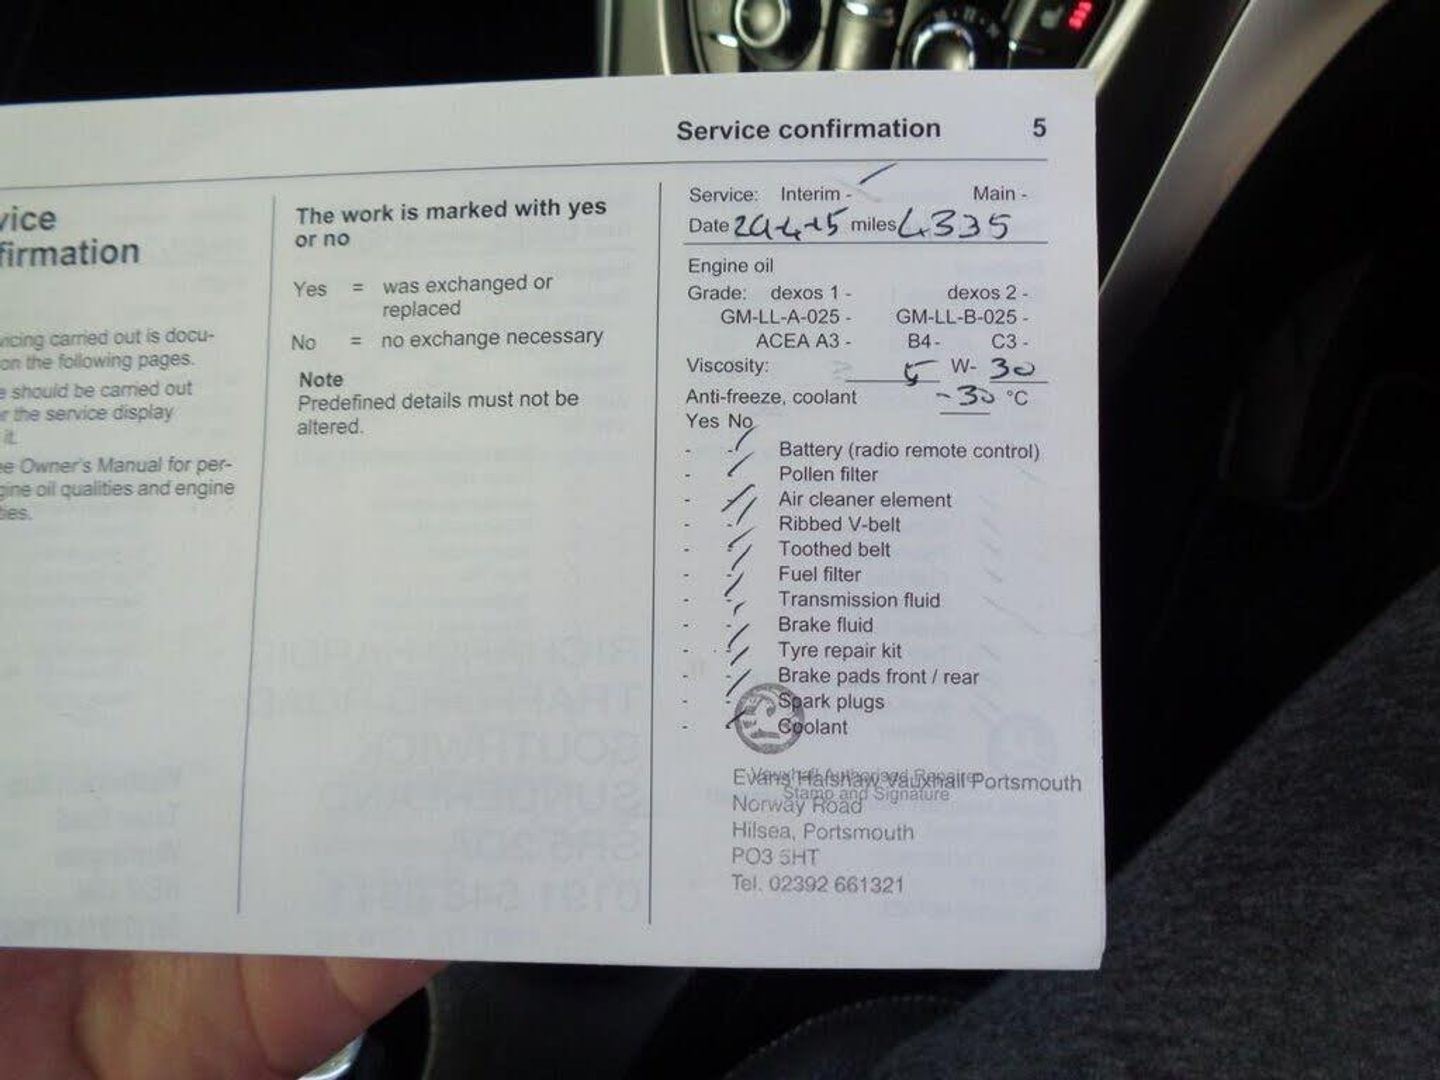 Service confirmation 5
vice
firmation
vicing carried out is docu-
on the following pages.
e should be carried out
r the service display
it.
ee Owner's Manual for per-
gine oil qualities and engine
ties.
The work is marked with yes
or no
Yes = was exchanged or
replaced
No = no exchange necessary
Note
Predefined details must not be
altered.
Service: Interim - Main -
Date 29-4-15 miles 4335
Engine oil
Grade: dexos 1 - dexos 2 -
GM-LL-A-025 - GM-LL-B-025 -
ACEA A3 - B4- C3 -
Viscosity: 5 W- 30
Anti-freeze, coolant -30 °C
Yes No
- - Battery (radio remote control)
- - Pollen filter
- - Air cleaner element
- - Ribbed V-belt
- - Toothed belt
- - Fuel filter
- - Transmission fluid
- - Brake fluid
- - Tyre repair kit
- - Brake pads front / rear
- - Spark plugs
- - Coolant
Vauxhall Authorised Repairer
Evans Halshaw Vauxhall Portsmouth
Stamp and Signature
Norway Road
Hilsea, Portsmouth
PO3 5HT
Tel. 02392 661321